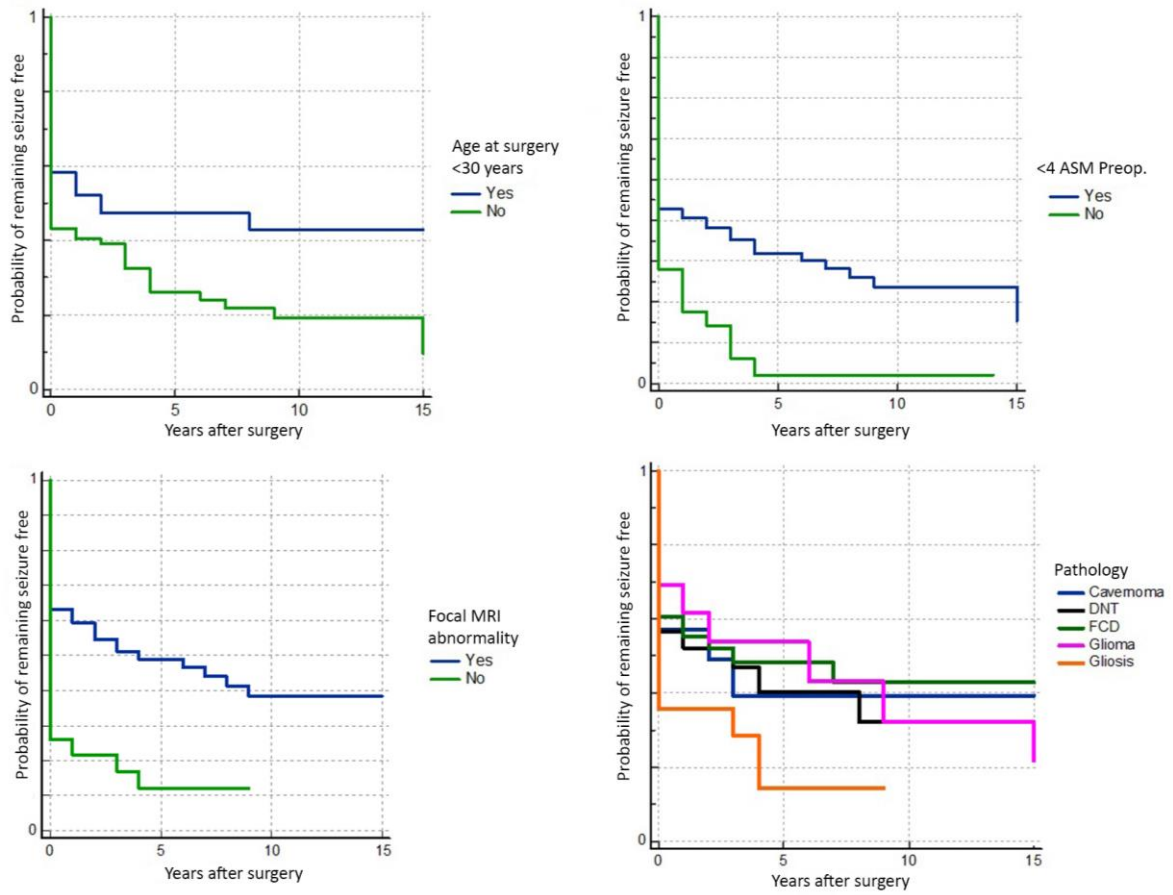 Probability of remaining seizure free
1
0
0 5 10 15
Years after surgery
Age at surgery
<30 years
Yes
No
Probability of remaining seizure free
1
0
0 5 10 15
Years after surgery
<4 ASM Preop.
Yes
No
Probability of remaining seizure free
1
0
0 5 10 15
Years after surgery
Focal MRI
abnormality
Yes
No
Probability of remaining seizure free
1
0
0 5 10 15
Years after surgery
Pathology
Cavernoma
DNT
FCD
Glioma
Gliosis